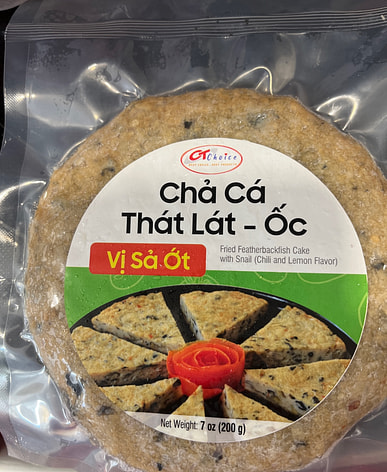 CT Choice
Chả Cá
Thát Lát - Ốc
Vị Sả Ớt
Fried Featherbackfish Cake
with Snail (Chili and Lemon Flavor)
Net Weight: 7 oz (200 g)